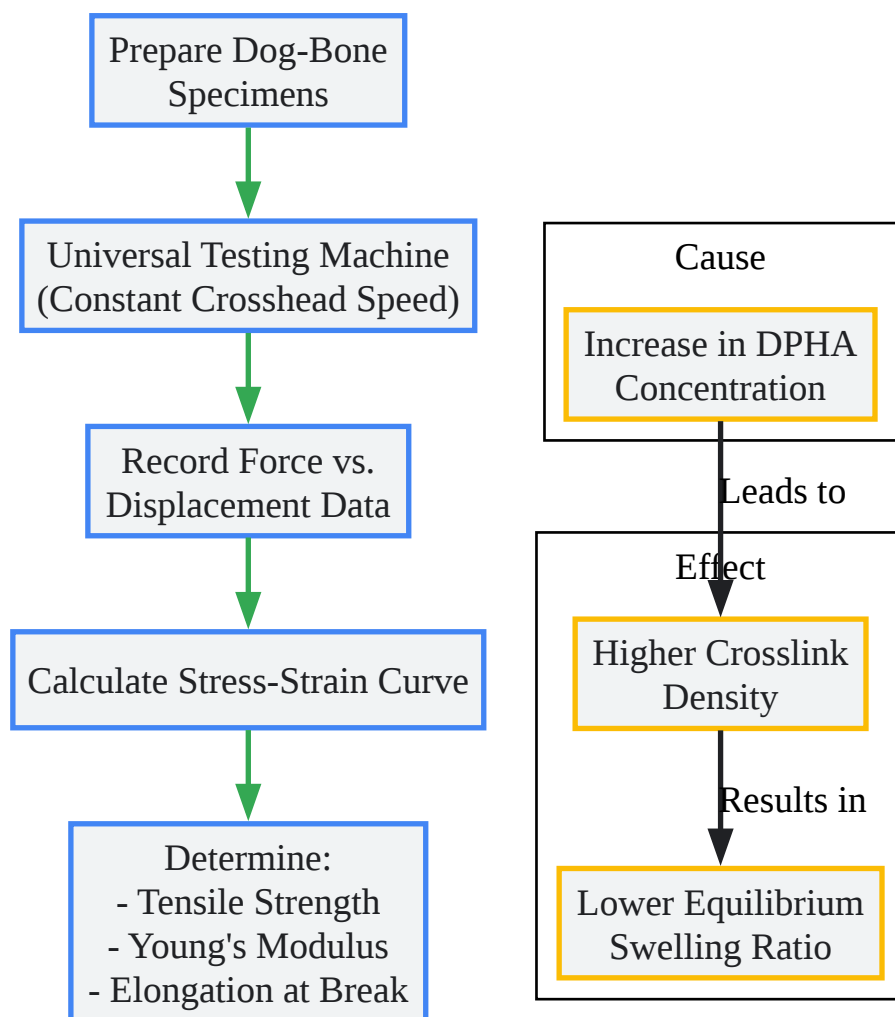 Prepare Dog-Bone
Specimens
Universal Testing Machine
(Constant Crosshead Speed)
Record Force vs.
Displacement Data
Calculate Stress-Strain Curve
Determine:
- Tensile Strength
- Young's Modulus
- Elongation at Break
Cause
Increase in DPHA
Concentration
Leads to
Effect
Higher Crosslink
Density
Results in
Lower Equilibrium
Swelling Ratio